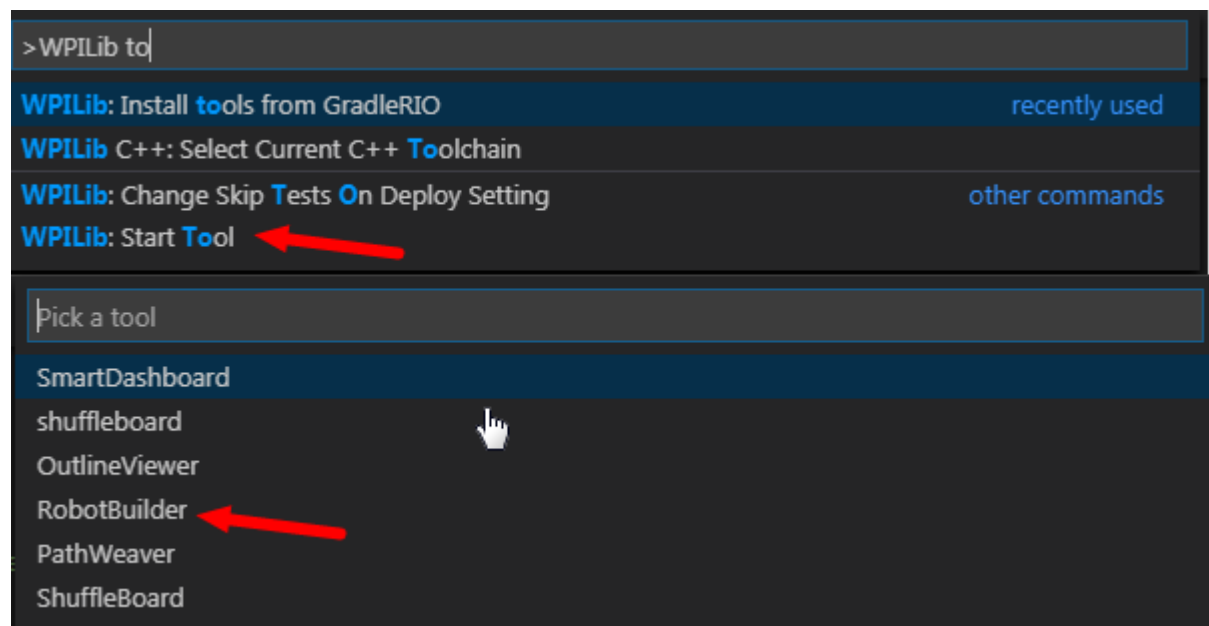 >WPILib to
WPILib: Install tools from GradleRIO recently used
WPILib C++: Select Current C++ Toolchain
WPILib: Change Skip Tests On Deploy Setting other commands
WPILib: Start Tool
Pick a tool
SmartDashboard
shuffleboard
OutlineViewer
RobotBuilder
PathWeaver
ShuffleBoard